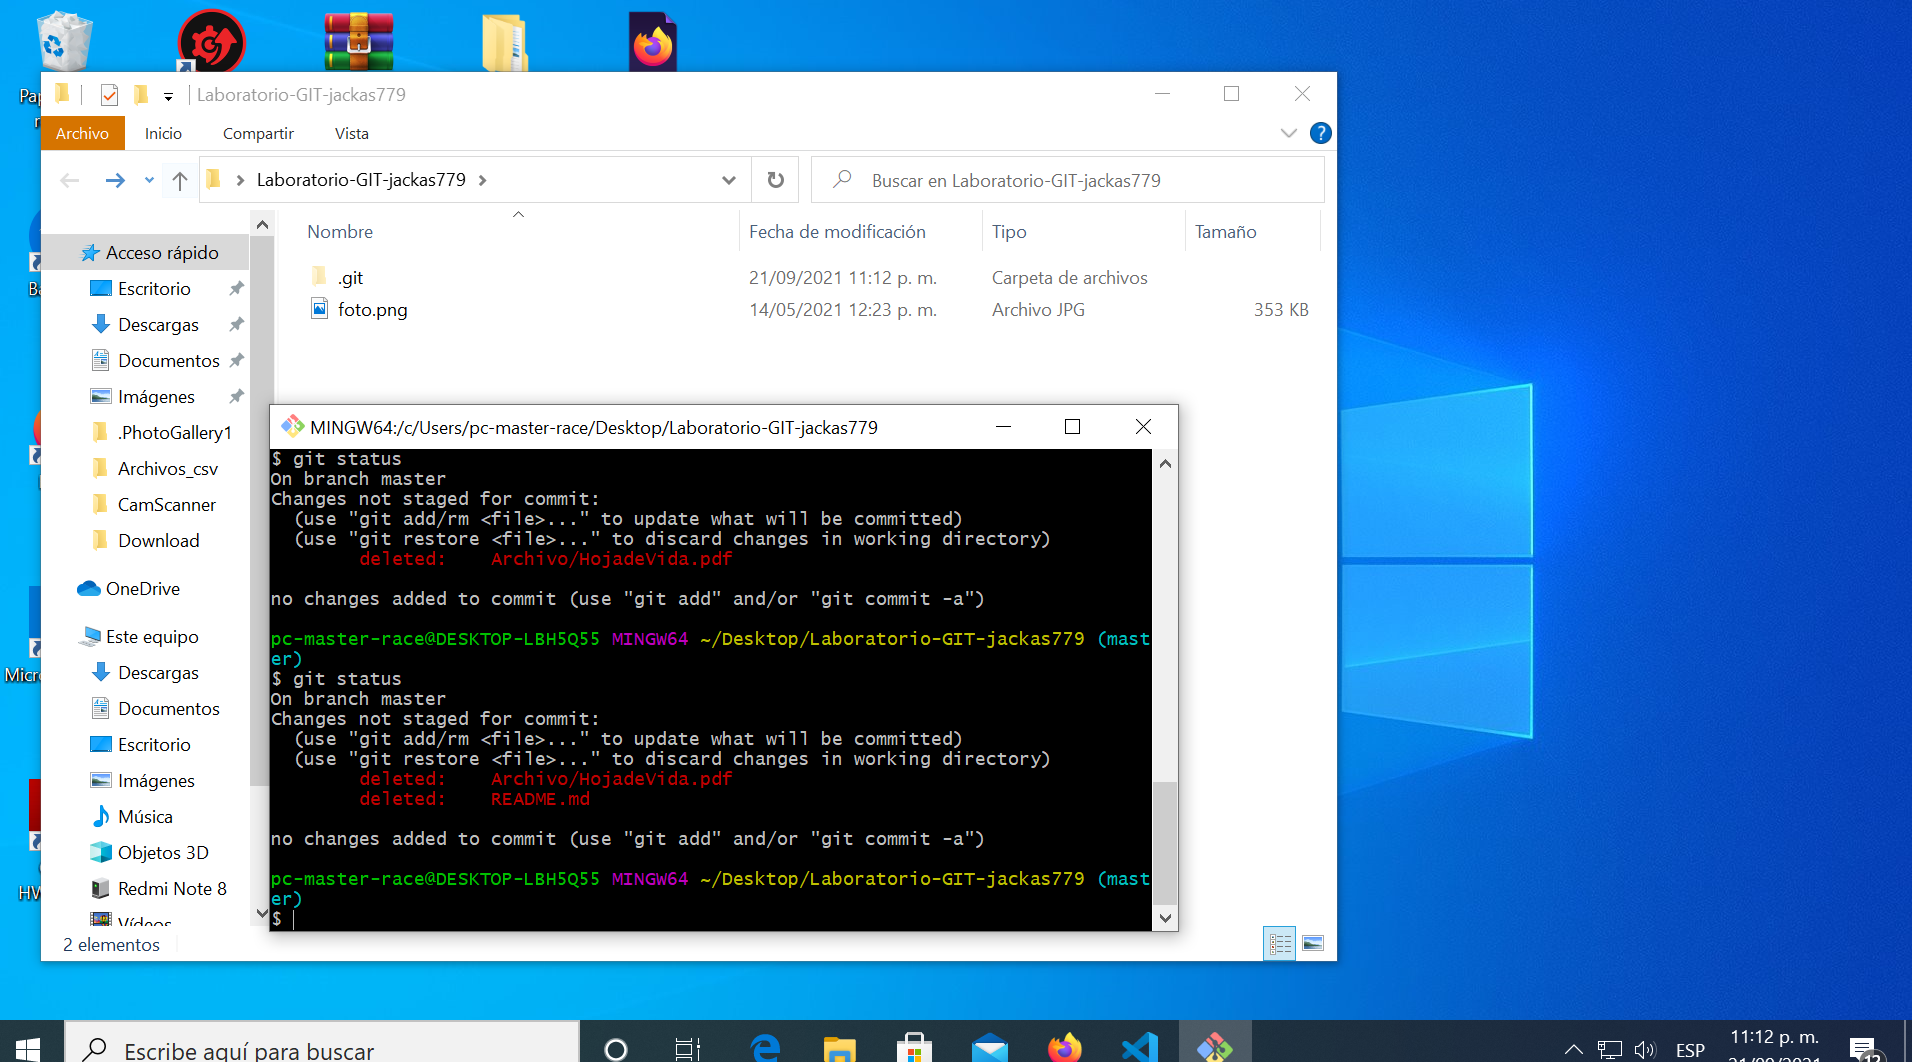 Laboratorio-GIT-jackas779
Archivo Inicio Compartir Vista
Laboratorio-GIT-jackas779
Buscar en Laboratorio-GIT-jackas779
Nombre Fecha de modificación Tipo Tamaño
.git 21/09/2021 11:12 p. m. Carpeta de archivos
foto.png 14/05/2021 12:23 p. m. Archivo JPG 353 KB
Acceso rápido
Escritorio
Descargas
Documentos
Imágenes
.PhotoGallery1
Archivos_csv
CamScanner
Download
OneDrive
Este equipo
Descargas
Documentos
Escritorio
Imágenes
Música
Objetos 3D
Redmi Note 8
Vídeos
2 elementos
MINGW64:/c/Users/pc-master-race/Desktop/Laboratorio-GIT-jackas779
$ git status
On branch master
Changes not staged for commit:
(use "git add/rm <file>..." to update what will be committed)
(use "git restore <file>..." to discard changes in working directory)
deleted: Archivo/HojadeVida.pdf
no changes added to commit (use "git add" and/or "git commit -a")
pc-master-race@DESKTOP-LBH5Q55 MINGW64 ~/Desktop/Laboratorio-GIT-jackas779 (mast
er)
$ git status
On branch master
Changes not staged for commit:
(use "git add/rm <file>..." to update what will be committed)
(use "git restore <file>..." to discard changes in working directory)
deleted: Archivo/HojadeVida.pdf
deleted: README.md
no changes added to commit (use "git add" and/or "git commit -a")
pc-master-race@DESKTOP-LBH5Q55 MINGW64 ~/Desktop/Laboratorio-GIT-jackas779 (mast
er)
$
Escribe aquí para buscar
ESP
11:12 p. m.
21/09/2021
12